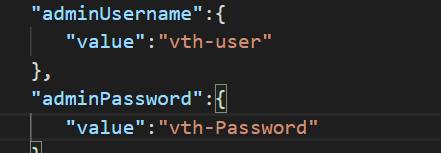 "adminUsername":{
"value":"vth-user"
},
"adminPassword":{
"value":"vth-Password"
}